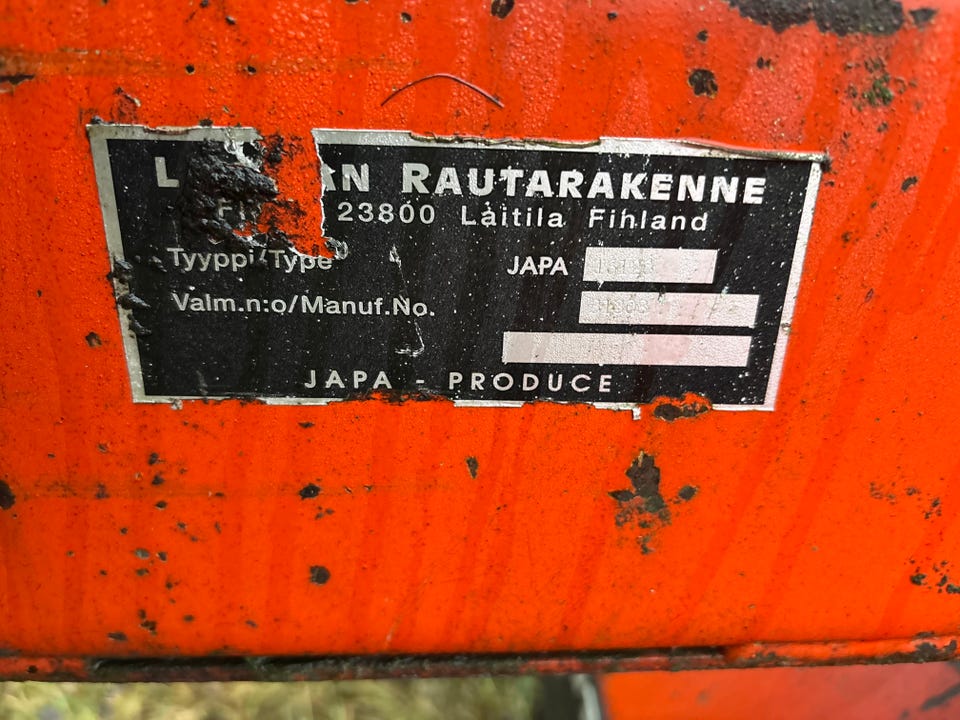 RAUTARAKENNE
23800 Laitila Finland
Tyyppi/Type JAPA
Valm.n:o/Manuf.No.
JAPA - PRODUCE